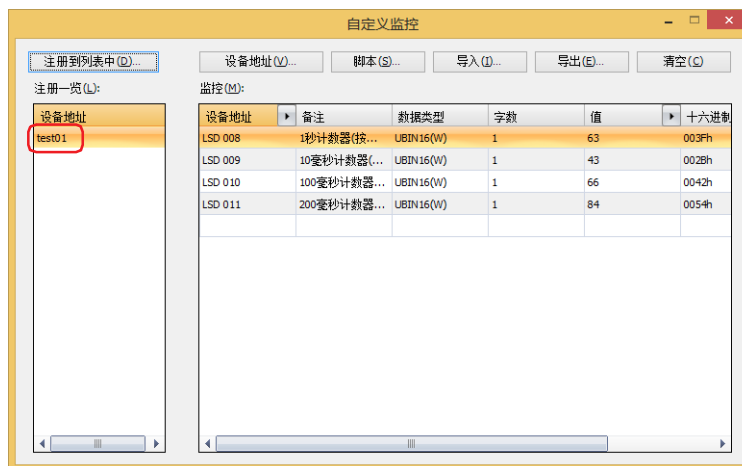 自定义监控
注册到列表中(D)... 设备地址(V)... 脚本(S)... 导入(I)... 导出(E)... 清空(C)
注册一览(L): 监控(M):
设备地址 设备地址 备注 数据类型 字数 值 十六进制
test01 LSD 008 1秒计数器(按... UBIN16(W) 1 63 003Fh
LSD 009 10毫秒计数器(... UBIN16(W) 1 43 002Bh
LSD 010 100毫秒计数器... UBIN16(W) 1 66 0042h
LSD 011 200毫秒计数器... UBIN16(W) 1 84 0054h